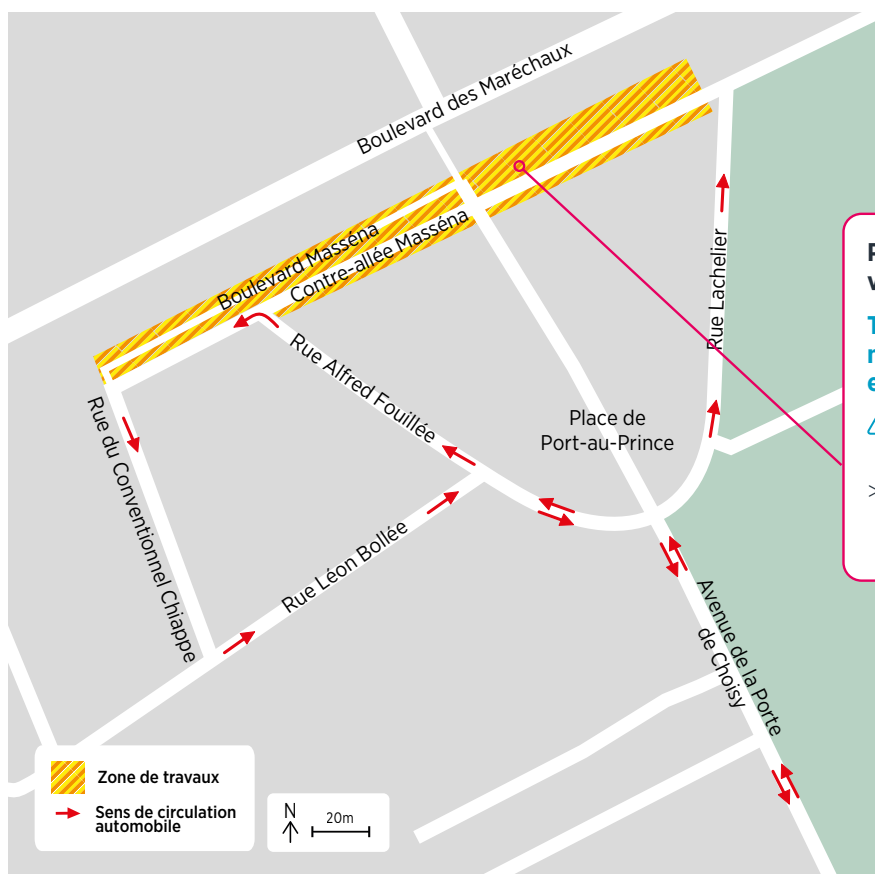 Boulevard des Maréchaux
Boulevard Masséna
Contre-allée Masséna
Rue Lachelier
Rue Alfred Fouillée
Place de
Port-au-Prince
Rue du Conventionnel Chiappe
Rue Léon Bollée
Avenue de la Porte
de Choisy
Zone de travaux
Sens de circulation
automobile
N
20m